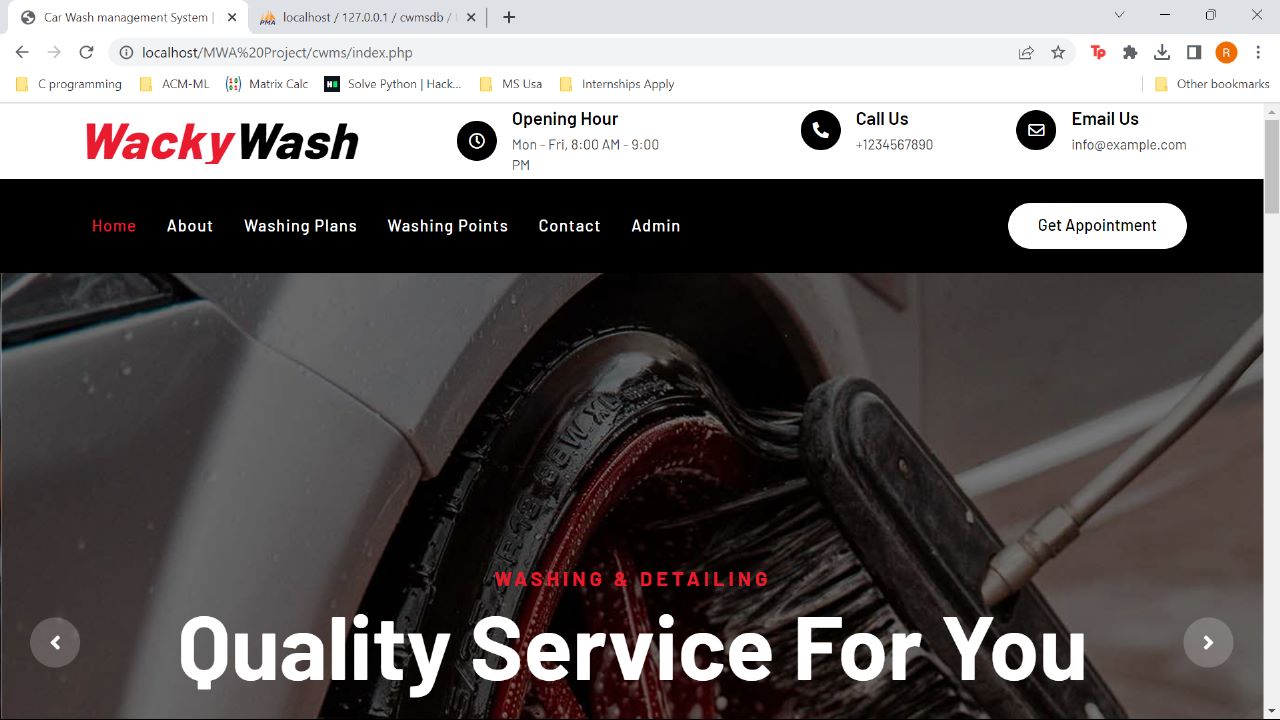 Car Wash management System |
localhost / 127.0.0.1 / cwmsdb /
localhost/MWA%20Project/cwms/index.php
R
C programming
ACM-ML
Matrix Calc
Solve Python | Hack...
MS Usa
Internships Apply
Other bookmarks
WackyWash
Opening Hour
Mon - Fri, 8:00 AM - 9:00
PM
Call Us
+1234567890
Email Us
info@example.com
Home
About
Washing Plans
Washing Points
Contact
Admin
Get Appointment
WASHING & DETAILING
Quality Service For You